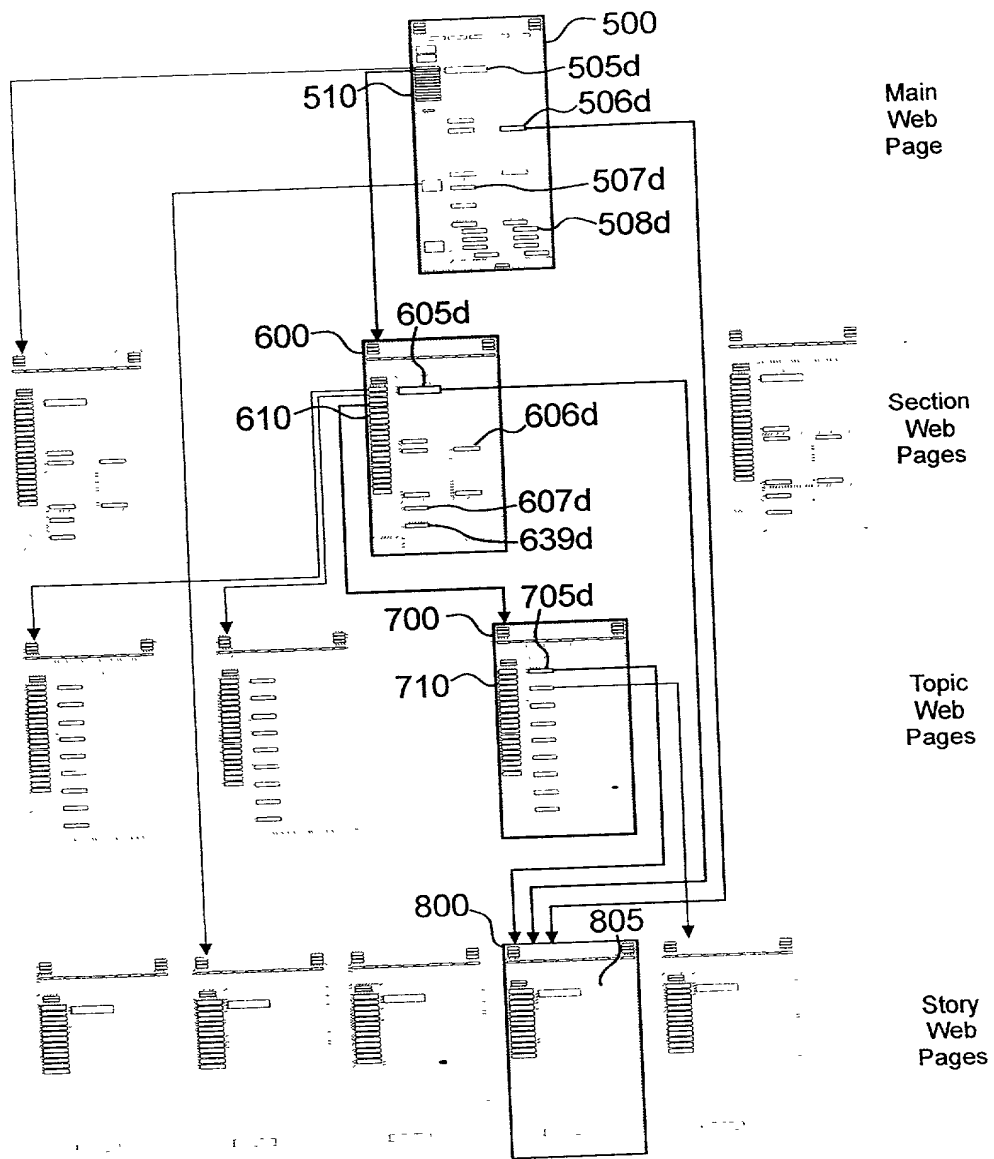 500
505d
510
506d
Main
Web
Page
507d
508d
605d
600
610
606d
Section
Web
Pages
607d
639d
705d
700
710
Topic
Web
Pages
800
805
Story
Web
Pages